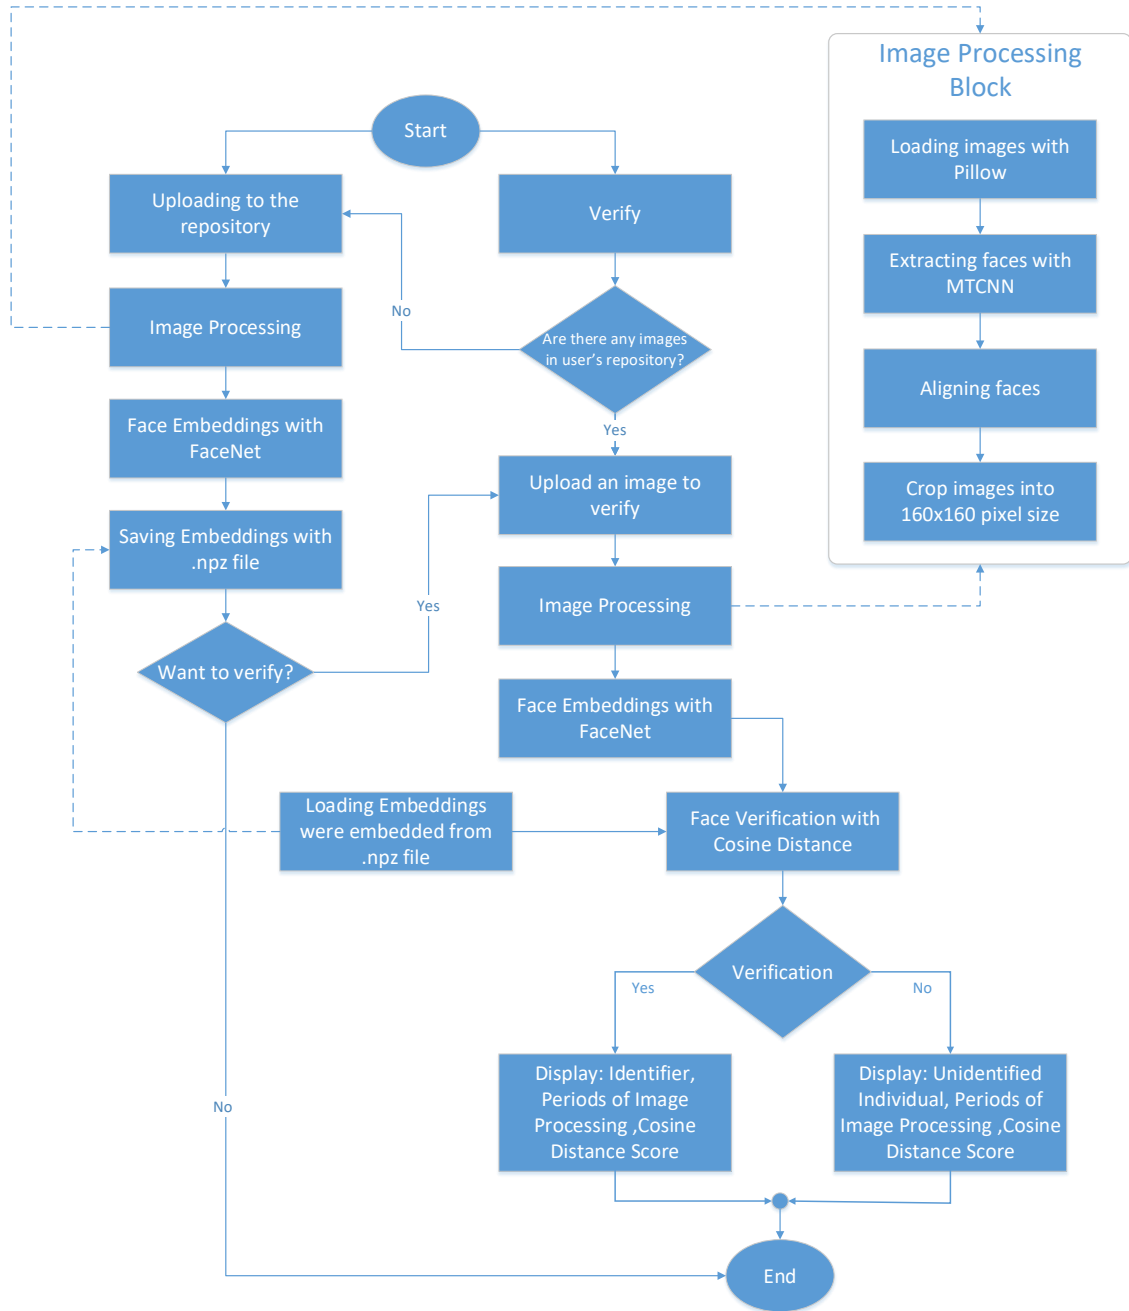 Image Processing
Block
Start
Loading images with
Pillow
Uploading to the
repository
Verify
Extracting faces with
MTCNN
No
Image Processing
Are there any images
in user's repository?
Aligning faces
Face Embeddings with
FaceNet
Yes
Upload an image to
verify
Crop images into
160x160 pixel size
Saving Embeddings with
.npz file
Yes
Image Processing
Want to verify?
Face Embeddings with
FaceNet
Loading Embeddings
were embedded from
.npz file
Face Verification with
Cosine Distance
Verification
Yes
No
Display: Identifier,
Periods of Image
Processing ,Cosine
Distance Score
Display: Unidentified
Individual, Periods of
Image Processing ,Cosine
Distance Score
No
End